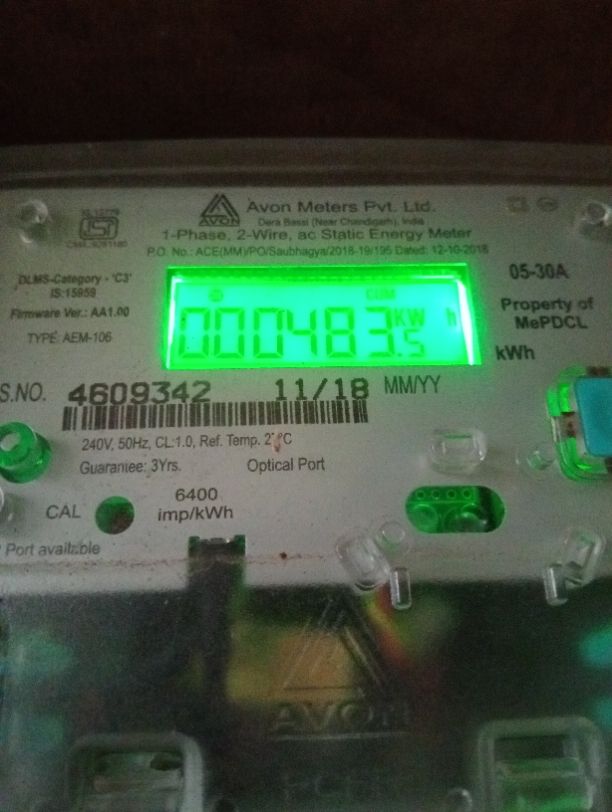 AVON
Avon Meters Pvt. Ltd.
Dera Bassi (Near Chandigarh), India
1-Phase, 2-Wire, ac Static Energy Meter
P.O. No.: ACE(MM)/PO/Saubhagya/2018-19/195 Dated: 12-10-2018
DLMS-Category - 'C3'
IS:15959
Firmware Ver.: AA1.00
TYPE: AEM-106
CUM
000483.5 KW h
05-30A
Property of
MePDCL
kWh
S.NO. 4609342 11/18 MM/YY
240V, 50Hz, CL:1.0, Ref. Temp. 27°C
Guarantee: 3Yrs. Optical Port
CAL
6400
imp/kWh
Port available
AVON